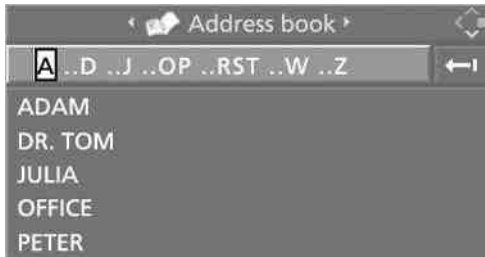 Address book
A ..D ..J ..OP ..RST ..W ..Z
ADAM
DR. TOM
JULIA
OFFICE
PETER